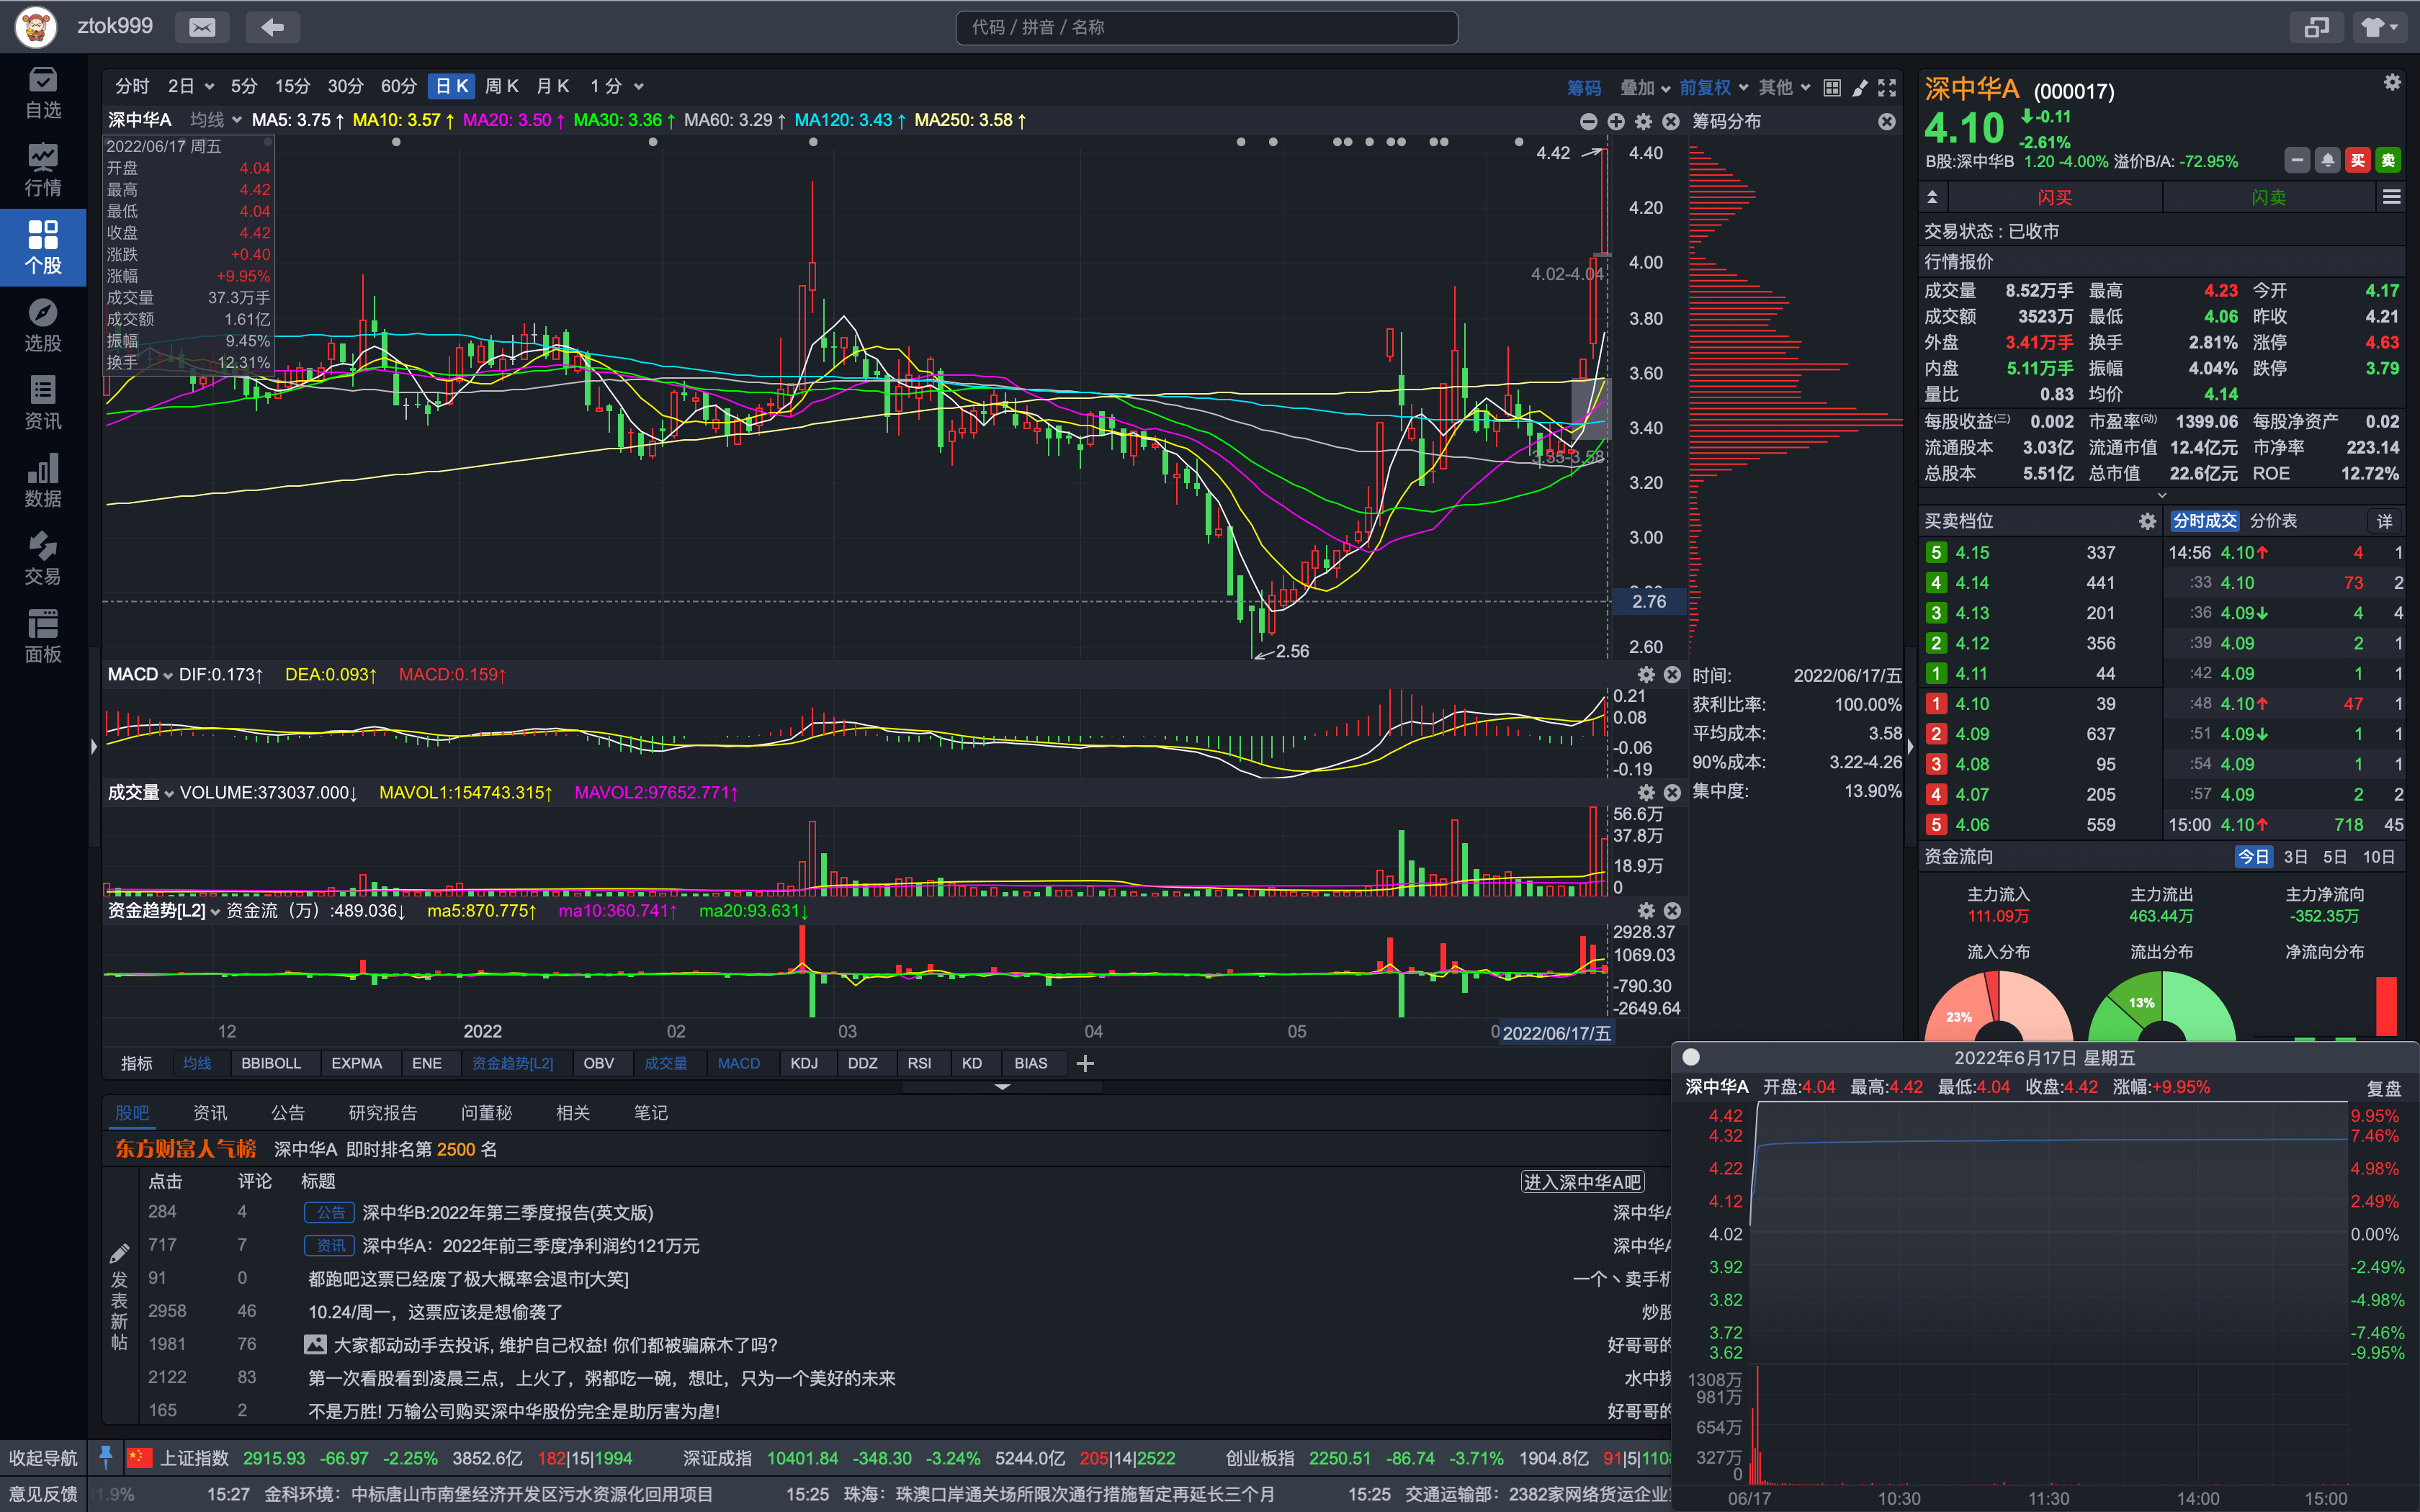 ztok999
代码 / 拼音 / 名称
自选
行情
个股
选股
资讯
数据
交易
面板
分时 2日 5分 15分 30分 60分 日K 周K 月K 1分
筹码 叠加 前复权 其他
深中华A 均线 MA5: 3.75↑ MA10: 3.57↑ MA20: 3.50↑ MA30: 3.36↑ MA60: 3.29↑ MA120: 3.43↑ MA250: 3.58↑
2022/06/17 周五
开盘 4.04
最高 4.42
最低 4.04
收盘 4.42
涨跌 +0.40
涨幅 +9.95%
成交量 37.3万手
成交额 1.61亿
振幅 9.45%
换手 12.31%
4.42
4.02-4.04
3.35-3.58
2.56
4.40
4.20
4.00
3.80
3.60
3.40
3.20
3.00
2.76
2.60
筹码分布
时间: 2022/06/17/五
获利比率: 100.00%
平均成本: 3.58
90%成本: 3.22-4.26
集中度: 13.90%
MACD DIF:0.173↑ DEA:0.093↑ MACD:0.159↑
0.21
0.08
-0.06
-0.19
成交量 VOLUME:373037.000↓ MAVOL1:154743.315↑ MAVOL2:97652.771↑
56.6万
37.8万
18.9万
0
资金趋势[L2] 资金流（万）:489.036↓ ma5:870.775↑ ma10:360.741↑ ma20:93.631↓
2928.37
1069.03
-790.30
-2649.64
12 2022 02 03 04 05 2022/06/17/五
指标 均线 BBIBOLL EXPMA ENE 资金趋势[L2] OBV 成交量 MACD KDJ DDZ RSI KD BIAS
股吧 资讯 公告 研究报告 问董秘 相关 笔记
东方财富人气榜 深中华A 即时排名第 2500 名
点击 评论 标题 进入深中华A吧
发表新帖
284 4 公告 深中华B:2022年第三季度报告(英文版) 深中华A
717 7 资讯 深中华A：2022年前三季度净利润约121万元 深中华A
91 0 都跑吧这票已经废了极大概率会退市[大笑] 一个丶卖手机
2958 46 10.24/周一，这票应该是想偷袭了 炒股
1981 76 大家都动动手去投诉, 维护自己权益! 你们都被骗麻木了吗? 好哥哥的
2122 83 第一次看股看到凌晨三点，上火了，粥都吃一碗，想吐，只为一个美好的未来 水中捞
165 2 不是万胜! 万输公司购买深中华股份完全是助厉害为虐! 好哥哥的
深中华A (000017)
4.10 -0.11
-2.61%
B股:深中华B 1.20 -4.00% 溢价B/A: -72.95%
买 卖
闪买 闪卖
交易状态 : 已收市
行情报价
成交量 8.52万手 最高 4.23 今开 4.17
成交额 3523万 最低 4.06 昨收 4.21
外盘 3.41万手 换手 2.81% 涨停 4.63
内盘 5.11万手 振幅 4.04% 跌停 3.79
量比 0.83 均价 4.14
每股收益(三) 0.002 市盈率(动) 1399.06 每股净资产 0.02
流通股本 3.03亿 流通市值 12.4亿元 市净率 223.14
总股本 5.51亿 总市值 22.6亿元 ROE 12.72%
买卖档位 分时成交 分价表 详
5 4.15 337 14:56 4.10↑ 4 1
4 4.14 441 :33 4.10 73 2
3 4.13 201 :36 4.09↓ 4 4
2 4.12 356 :39 4.09 2 1
1 4.11 44 :42 4.09 1 1
1 4.10 39 :48 4.10↑ 47 1
2 4.09 637 :51 4.09↓ 1 1
3 4.08 95 :54 4.09 1 1
4 4.07 205 :57 4.09 2 2
5 4.06 559 15:00 4.10↑ 718 45
资金流向 今日 3日 5日 10日
主力流入 主力流出 主力净流向
111.09万 463.44万 -352.35万
流入分布 流出分布 净流向分布
23% 13%
2022年6月17日 星期五
深中华A 开盘:4.04 最高:4.42 最低:4.04 收盘:4.42 涨幅:+9.95% 复盘
4.42 9.95%
4.32 7.46%
4.22 4.98%
4.12 2.49%
4.02 0.00%
3.92 -2.49%
3.82 -4.98%
3.72 -7.46%
3.62 -9.95%
1308万
981万
654万
327万
0
06/17 10:30 11:30 14:00 15:00
收起导航 上证指数 2915.93 -66.97 -2.25% 3852.6亿 182|15|1994 深证成指 10401.84 -348.30 -3.24% 5244.0亿 205|14|2522 创业板指 2250.51 -86.74 -3.71% 1904.8亿 91|5|1108
意见反馈 11.9% 15:27 金科环境：中标唐山市南堡经济开发区污水资源化回用项目 15:25 珠海：珠澳口岸通关场所限次通行措施暂定再延长三个月 15:25 交通运输部：2382家网络货运企业